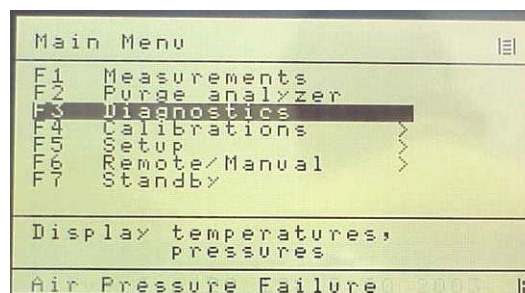 Main Menu
F1 Measurements
F2 Purge analyzer
F3 Diagnostics
F4 Calibrations >
F5 Setup >
F6 Remote/Manual >
F7 Standby
Display temperatures,
pressures
Air Pressure Failure